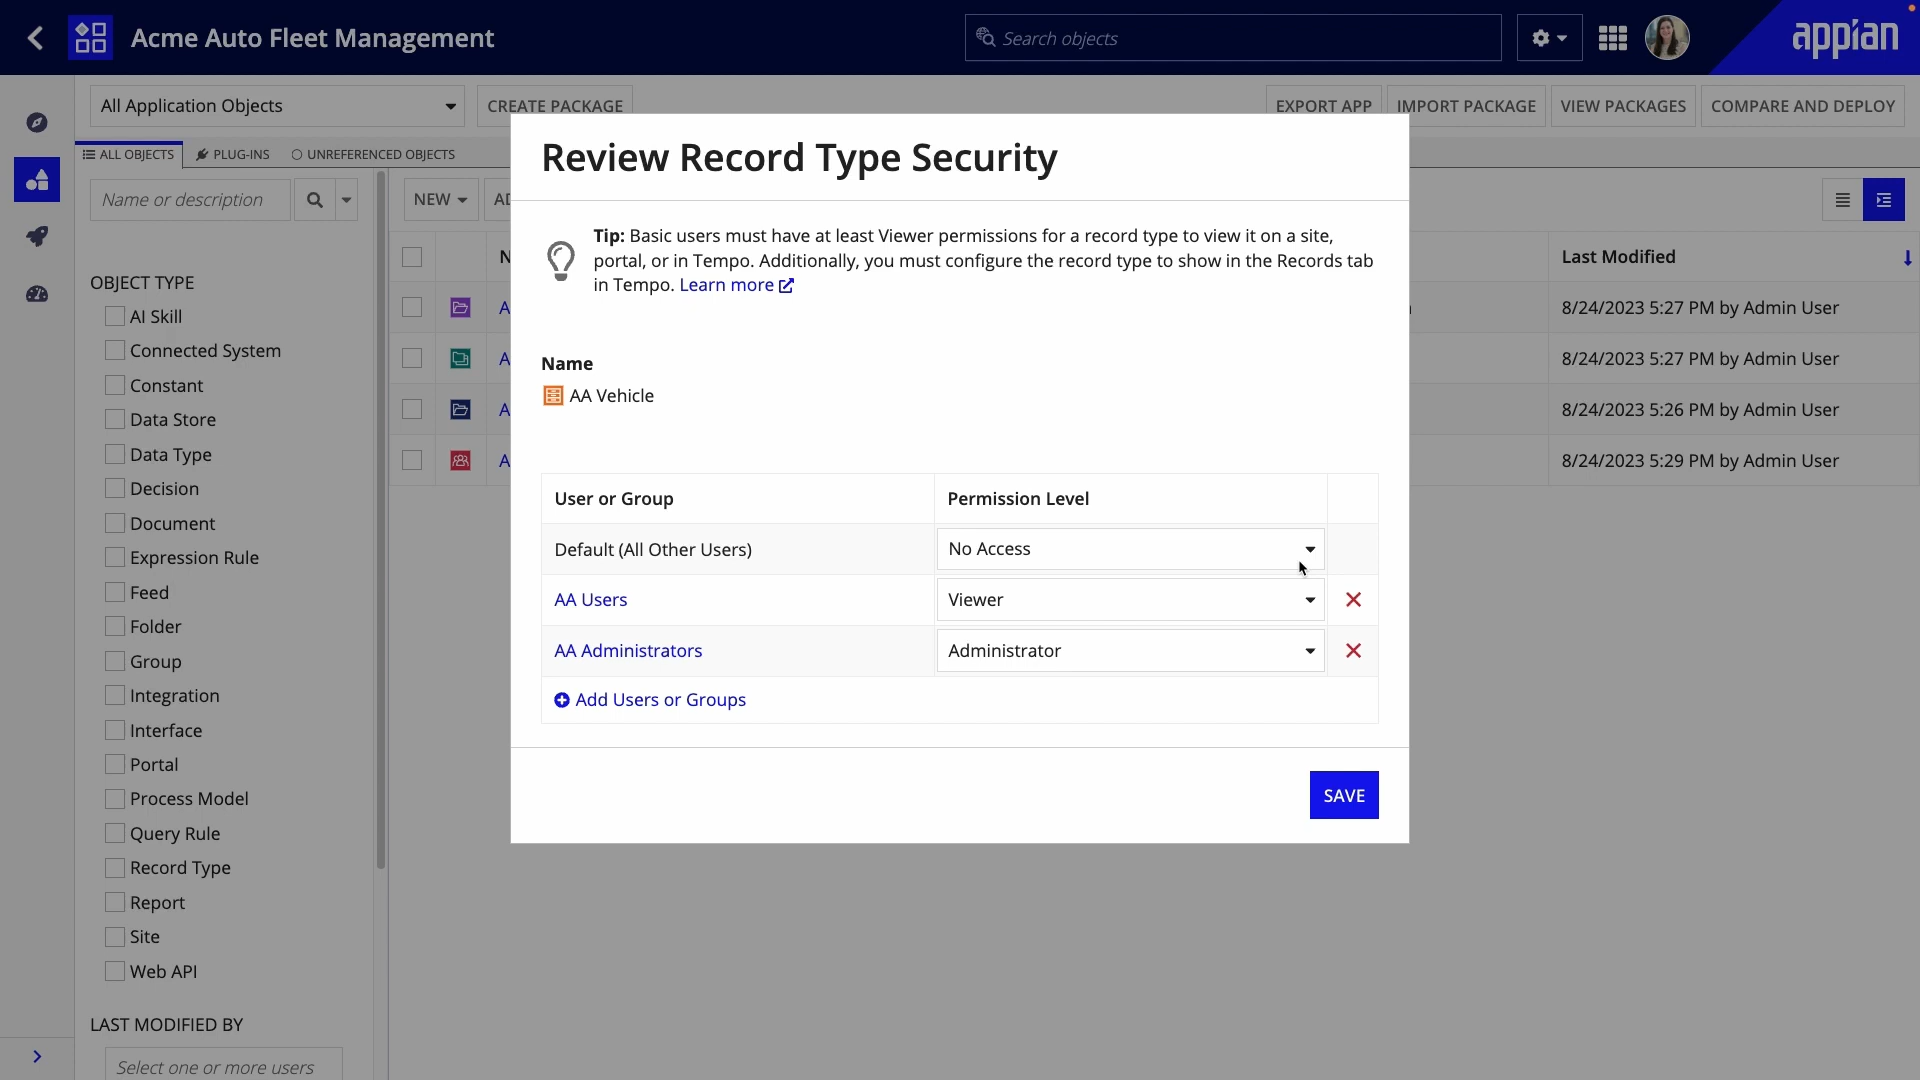 Acme Auto Fleet Management
Search objects
appian
All Application Objects
CREATE PACKAGE
EXPORT APP
IMPORT PACKAGE
VIEW PACKAGES
COMPARE AND DEPLOY
ALL OBJECTS
PLUG-INS
UNREFERENCED OBJECTS
Name or description
NEW
Last Modified
8/24/2023 5:27 PM by Admin User
8/24/2023 5:27 PM by Admin User
8/24/2023 5:26 PM by Admin User
8/24/2023 5:29 PM by Admin User
OBJECT TYPE
AI Skill
Connected System
Constant
Data Store
Data Type
Decision
Document
Expression Rule
Feed
Folder
Group
Integration
Interface
Portal
Process Model
Query Rule
Record Type
Report
Site
Web API
LAST MODIFIED BY
Select one or more users
Review Record Type Security
Tip: Basic users must have at least Viewer permissions for a record type to view it on a site,
portal, or in Tempo. Additionally, you must configure the record type to show in the Records tab
in Tempo. Learn more
Name
AA Vehicle
User or Group
Permission Level
Default (All Other Users)
No Access
AA Users
Viewer
AA Administrators
Administrator
Add Users or Groups
SAVE